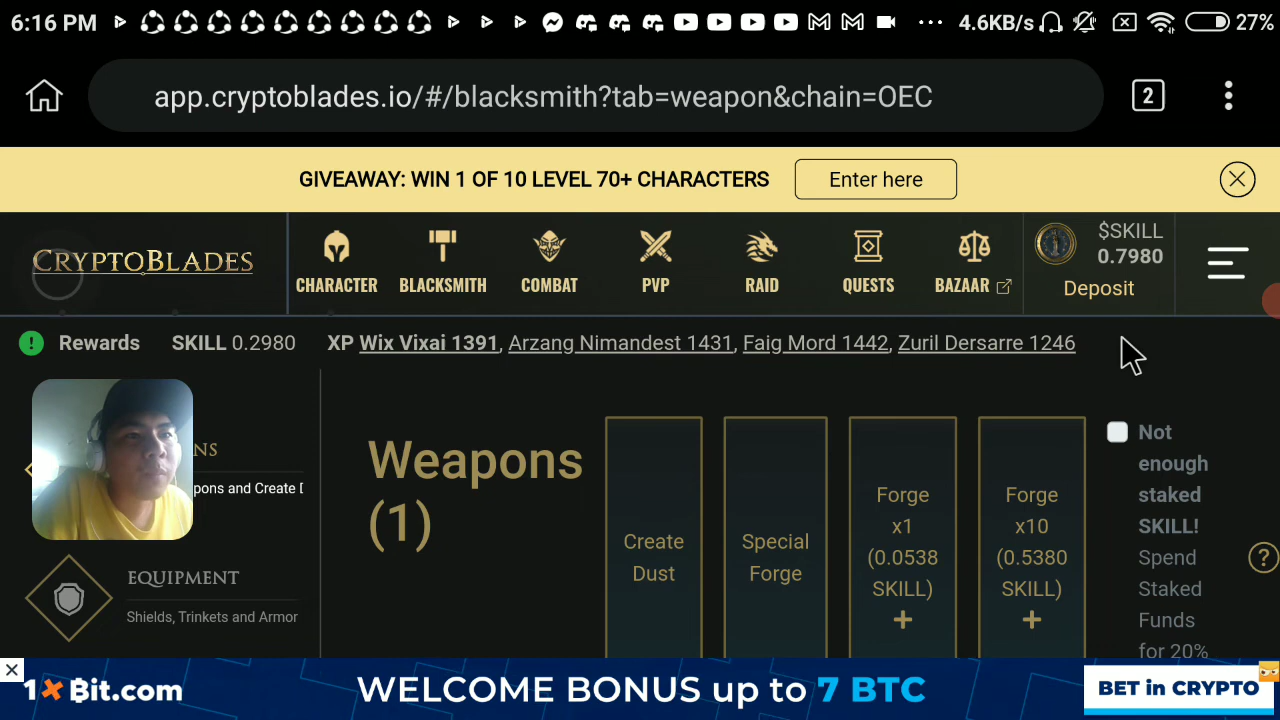 6:16 PM 4.6KB/s 27%
app.cryptoblades.io/#/blacksmith?tab=weapon&chain=OEC 2
GIVEAWAY: WIN 1 OF 10 LEVEL 70+ CHARACTERS Enter here
CRYPTOBLADES
CHARACTER BLACKSMITH COMBAT PVP RAID QUESTS BAZAAR
$SKILL
0.7980
Deposit
Rewards SKILL 0.2980 XP Wix Vixai 1391, Arzang Nimandest 1431, Faig Mord 1442, Zuril Dersarre 1246
NS
pons and Create D
EQUIPMENT
Shields, Trinkets and Armor
Weapons
(1)
Create
Dust
Special
Forge
Forge
x1
(0.0538
SKILL)
+
Forge
x10
(0.5380
SKILL)
+
Not
enough
staked
SKILL!
Spend
Staked
Funds
for 20%
?
1xBit.com WELCOME BONUS up to 7 BTC BET in CRYPTO